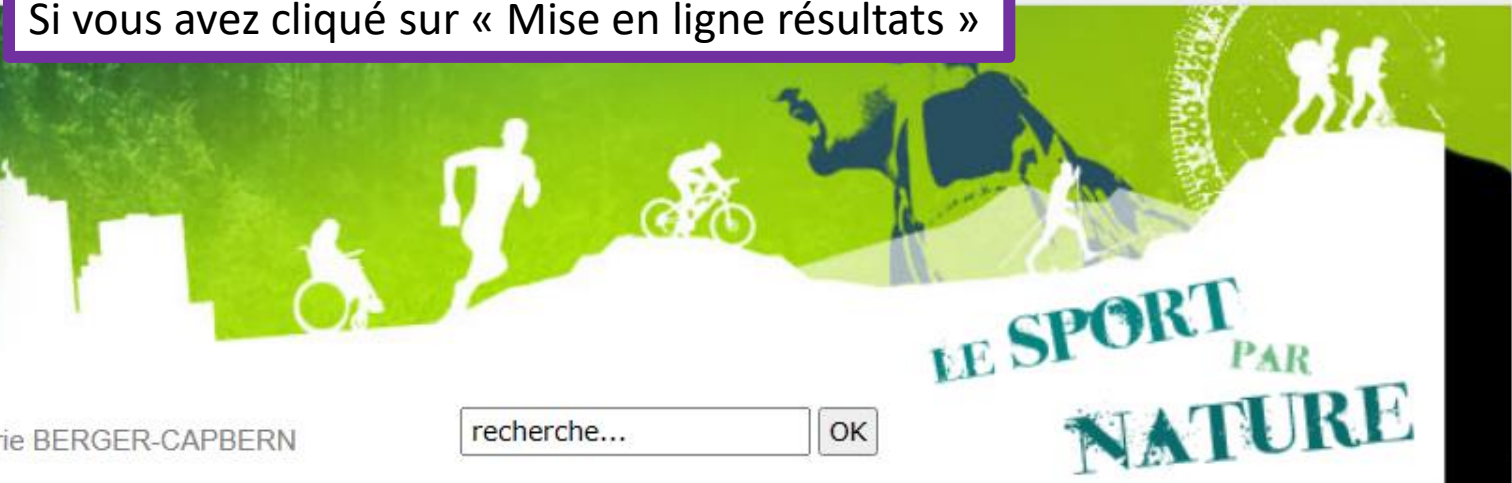 Si vous avez cliqué sur « Mise en ligne résultats »
LE SPORT
PAR
NATURE
rie BERGER-CAPBERN
recherche...
OK